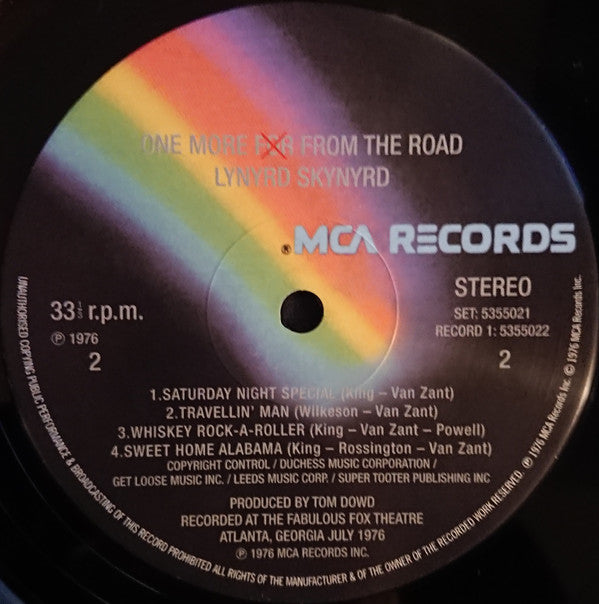 ONE MORE FOR FROM THE ROAD
LYNYRD SKYNYRD
® MCA RECORDS
33⅓ r.p.m.
℗ 1976
2
STEREO
SET: 5355021
RECORD 1: 5355022
2
1.SATURDAY NIGHT SPECIAL (King – Van Zant)
2.TRAVELLIN' MAN (Wilkeson – Van Zant)
3.WHISKEY ROCK-A-ROLLER (King – Van Zant – Powell)
4.SWEET HOME ALABAMA (King – Rossington – Van Zant)
COPYRIGHT CONTROL / DUCHESS MUSIC CORPORATION /
GET LOOSE MUSIC INC. / LEEDS MUSIC CORP / SUPER TOOTER PUBLISHING INC
PRODUCED BY TOM DOWD
RECORDED AT THE FABULOUS FOX THEATRE
ATLANTA, GEORGIA JULY 1976
℗ 1976 MCA RECORDS INC.
UNAUTHORISED COPYING PUBLIC PERFORMANCE & BROADCASTING OF THIS RECORD PROHIBITED ALL RIGHTS OF THE MANUFACTURER & OF THE OWNER OF THE RECORDED WORK RESERVED. ℗ 1976 MCA Records Inc. © 1976 MCA Records Inc.